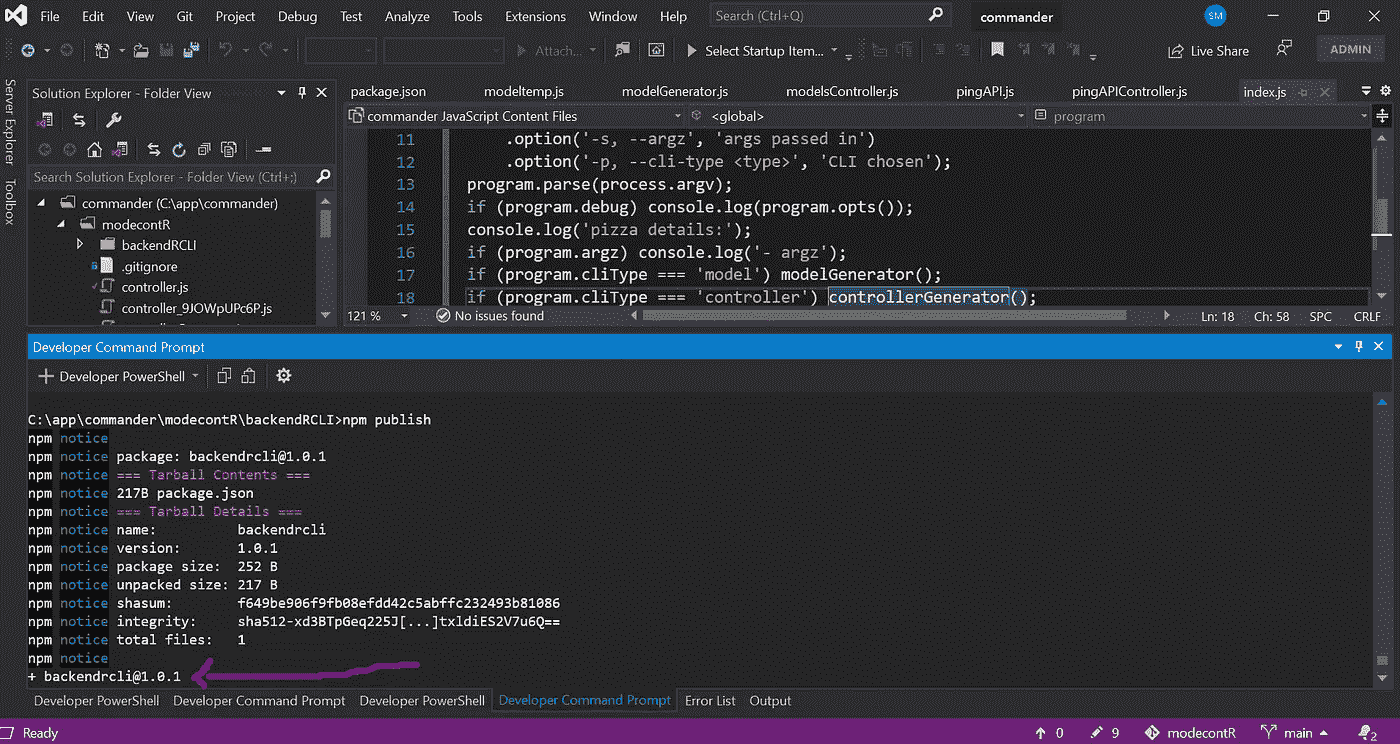 File Edit View Git Project Debug Test Analyze Tools Extensions Window Help Search (Ctrl+Q) commander SM
Attach... Select Startup Item... Live Share ADMIN
Server Explorer
Toolbox
Solution Explorer - Folder View
Search Solution Explorer - Folder View (Ctrl+;)
commander (C:\app\commander)
modecontR
backendRCLI
.gitignore
controller.js
controller_9JOWpUPc6P.js
package.json modeltemp.js modelGenerator.js modelsController.js pingAPI.js pingAPIController.js index.js
commander JavaScript Content Files <global> program
11 .option('-s, --argz', 'args passed in')
12 .option('-p, --cli-type <type>', 'CLI chosen');
13 program.parse(process.argv);
14 if (program.debug) console.log(program.opts());
15 console.log('pizza details:');
16 if (program.argz) console.log('- argz');
17 if (program.cliType === 'model') modelGenerator();
18 if (program.cliType === 'controller') controllerGenerator();
121 % No issues found Ln: 18 Ch: 58 SPC CRLF
Developer Command Prompt
Developer PowerShell
C:\app\commander\modecontR\backendRCLI>npm publish
npm notice
npm notice package: backendrcli@1.0.1
npm notice === Tarball Contents ===
npm notice 217B package.json
npm notice === Tarball Details ===
npm notice name: backendrcli
npm notice version: 1.0.1
npm notice package size: 252 B
npm notice unpacked size: 217 B
npm notice shasum: f649be906f9fb08efdd42c5abffc232493b81086
npm notice integrity: sha512-xd3BTpGeq225J[...]txldiES2V7u6Q==
npm notice total files: 1
npm notice
+ backendrcli@1.0.1
Developer PowerShell Developer Command Prompt Developer PowerShell Developer Command Prompt Error List Output
Ready 0 9 modecontR main 2